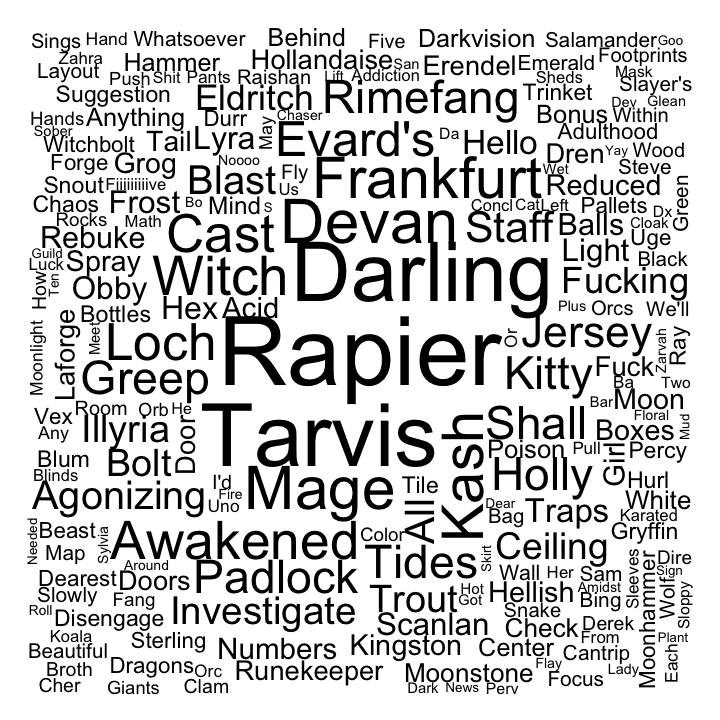 Sings Hand Whatsoever Behind Five Darkvision Salamander Goo
Zahra Hammer Hollandaise San Erendel Emerald Footprints
Layout Push Shit Pants Raishan Lift Addiction Sheds Mask Slayer's
Suggestion Eldritch Rimefang Trinket Dey Glean
Hands Anything Durr May Chaser Evard's Da Hello Bonus Within
Sober Witchbolt Tail Lyra Adulthood
Forge Grog Noooo Fly Frankfurt Dren Yay Wood
Snout Fiiiiiiiiive Blast Us Wet Reduced Steve
Chaos Frost Bo Mind S Devan Concl Cat Left Pallets Dx Green
Rocks Math Cast Staff Balls Cloak
Rebuke Light Uge
Guild Luck Spray Witch Darling Black
How Ten Obby Fucking
Bottles Hex Acid Plus Orcs We'll
Moonlight Laforge Meet Loch Rapier Or Jersey Zarvah Ray
Greep Kitty Fuck Ba Two
Vex Room Orb He Tarvis Shall Bar Moon Floral
Any Illyria Door Kash Boxes Mud
Blum Bolt Poison Pull Girl Percy
Blinds I'd Mage Tile Holly Hurl
Agonizing Fire Uno All Dear Bag Traps White
Karated
Needed Beast Sylvia Awakened Color Skirt Ceiling Gryffin
Map Around Tides Wall Her Sam Sleeves Moonhammer Dire
Dearest Doors Padlock Hot Hellish Amidst Wolf Sign Sloppy
Slowly Fang Trout Got Snake Bing
Roll Disengage Investigate Scanlan Check Derek
Koala Sterling Numbers Kingston Center From Each Plant
Beautiful Cantrip
Broth Dragons Orc Runekeeper Moonstone Flay Focus Lady
Cher Giants Clam Dark News Perv